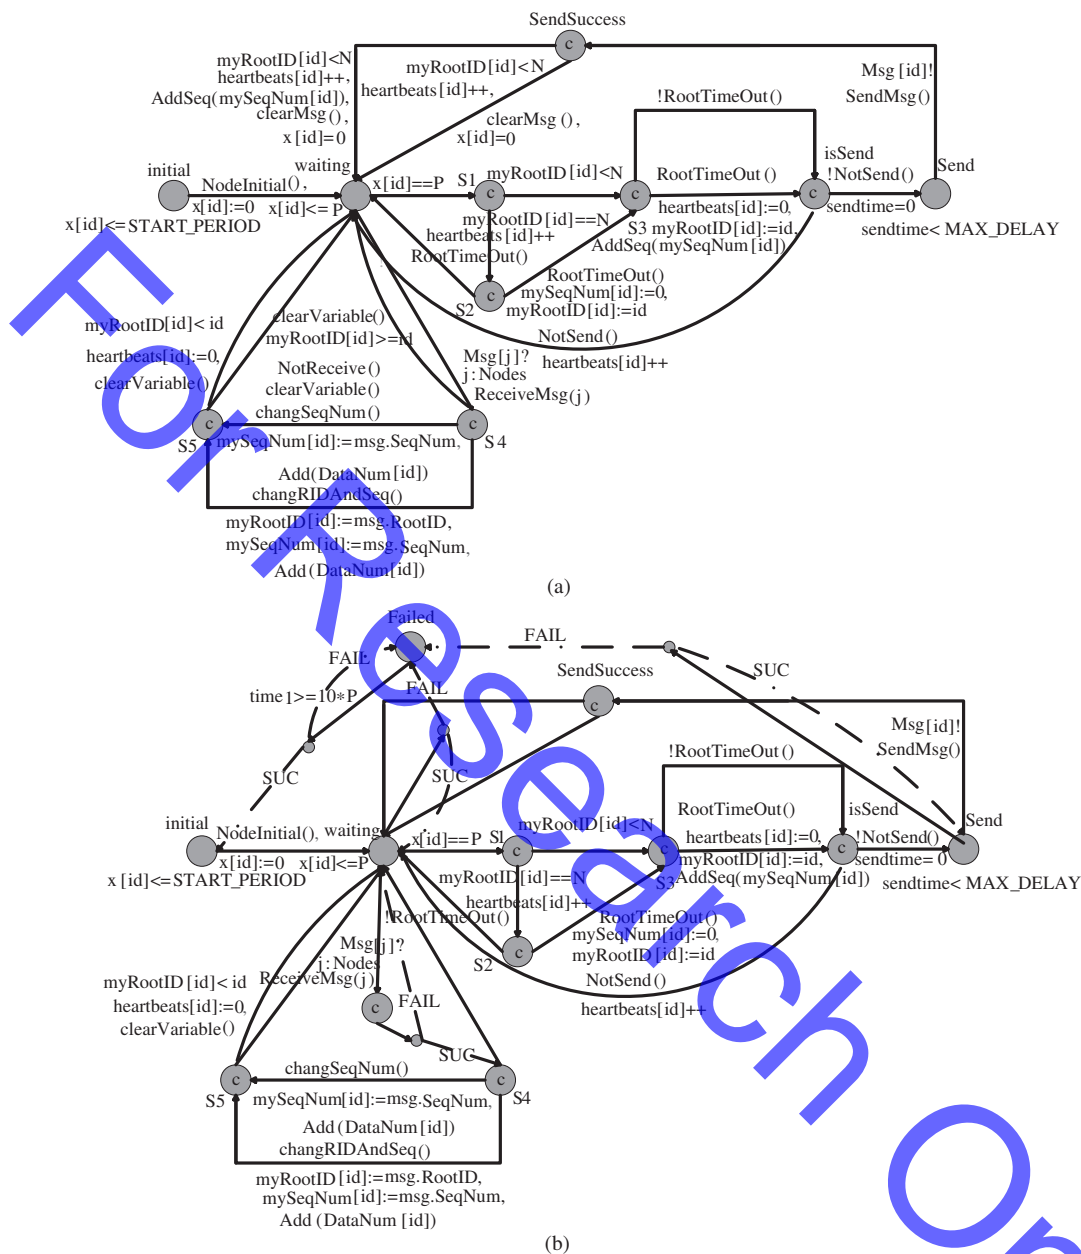 SendSuccess
c
myRootID[id]<N
heartbeats[id]++,
AddSeq(mySeqNum[id]),
clearMsg(),
x[id]=0
myRootID[id]<N
heartbeats[id]++,
clearMsg(),
x[id]=0
Msg[id]!
SendMsg()
!RootTimeOut()
initial
waiting
NodeInitial(),
x[id]:=0
x[id]<=START_PERIOD
x[id]<=P
x[id]==P
S1
c
myRootID[id]<N
c
S3
RootTimeOut()
heartbeats[id]:=0,
myRootID[id]:=id,
AddSeq(mySeqNum[id])
isSend
c
!NotSend()
sendtime=0
Send
sendtime<MAX_DELAY
myRootID[id]==N
heartbeats[id]++
RootTimeOut()
S2
c
RootTimeOut()
mySeqNum[id]:=0,
myRootID[id]:=id
NotSend()
heartbeats[id]++
myRootID[id]<id
heartbeats[id]:=0,
clearVariable()
clearVariable()
myRootID[id]>=id
NotReceive()
clearVariable()
Msg[j]?
j:Nodes
ReceiveMsg(j)
changSeqNum()
c
S5
c
S4
mySeqNum[id]:=msg.SeqNum,
Add(DataNum[id])
changRIDAndSeq()
myRootID[id]:=msg.RootID,
mySeqNum[id]:=msg.SeqNum,
Add(DataNum[id])
(a)
Failed
FAIL
FAIL
FAIL
SUC
SendSuccess
c
time1>=10*P
SUC
SUC
Msg[id]!
SendMsg()
!RootTimeOut()
initial
NodeInitial(),
waiting
x[id]:=0
x[id]<=P
x[id]<=START_PERIOD
x[id]==P
S1
c
myRootID[id]<N
c
S3
RootTimeOut()
heartbeats[id]:=0,
myRootID[id]:=id,
AddSeq(mySeqNum[id])
isSend
c
!NotSend()
sendtime=0
Send
sendtime<MAX_DELAY
myRootID[id]==N
heartbeats[id]++
!RootTimeOut()
S2
c
RootTimeOut()
mySeqNum[id]:=0,
myRootID[id]:=id
NotSend()
heartbeats[id]++
Msg[j]?
j:Nodes
ReceiveMsg(j)
c
FAIL
SUC
myRootID[id]<id
heartbeats[id]:=0,
clearVariable()
changSeqNum()
c
S5
c
S4
mySeqNum[id]:=msg.SeqNum,
Add(DataNum[id])
changRIDAndSeq()
myRootID[id]:=msg.RootID,
mySeqNum[id]:=msg.SeqNum,
Add(DataNum[id])
(b)
For Research On